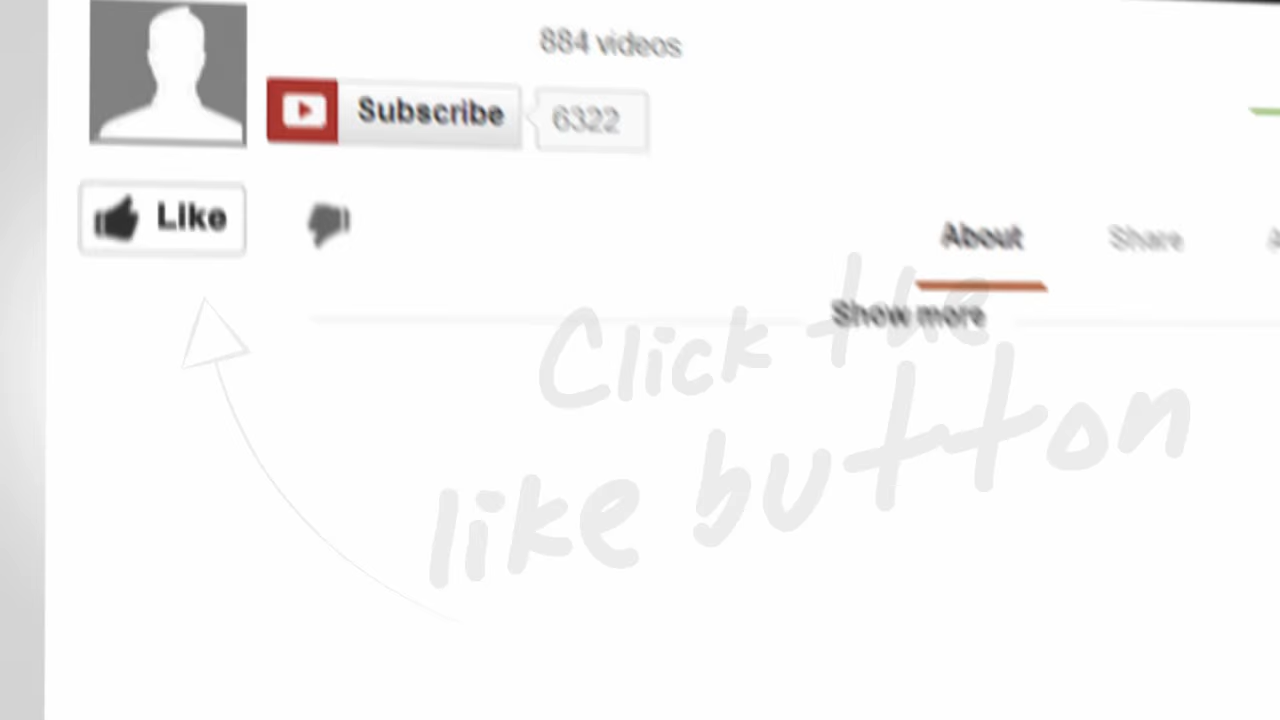 884 videos
Subscribe 6322
Like
About Share
Show more
Click the
like button